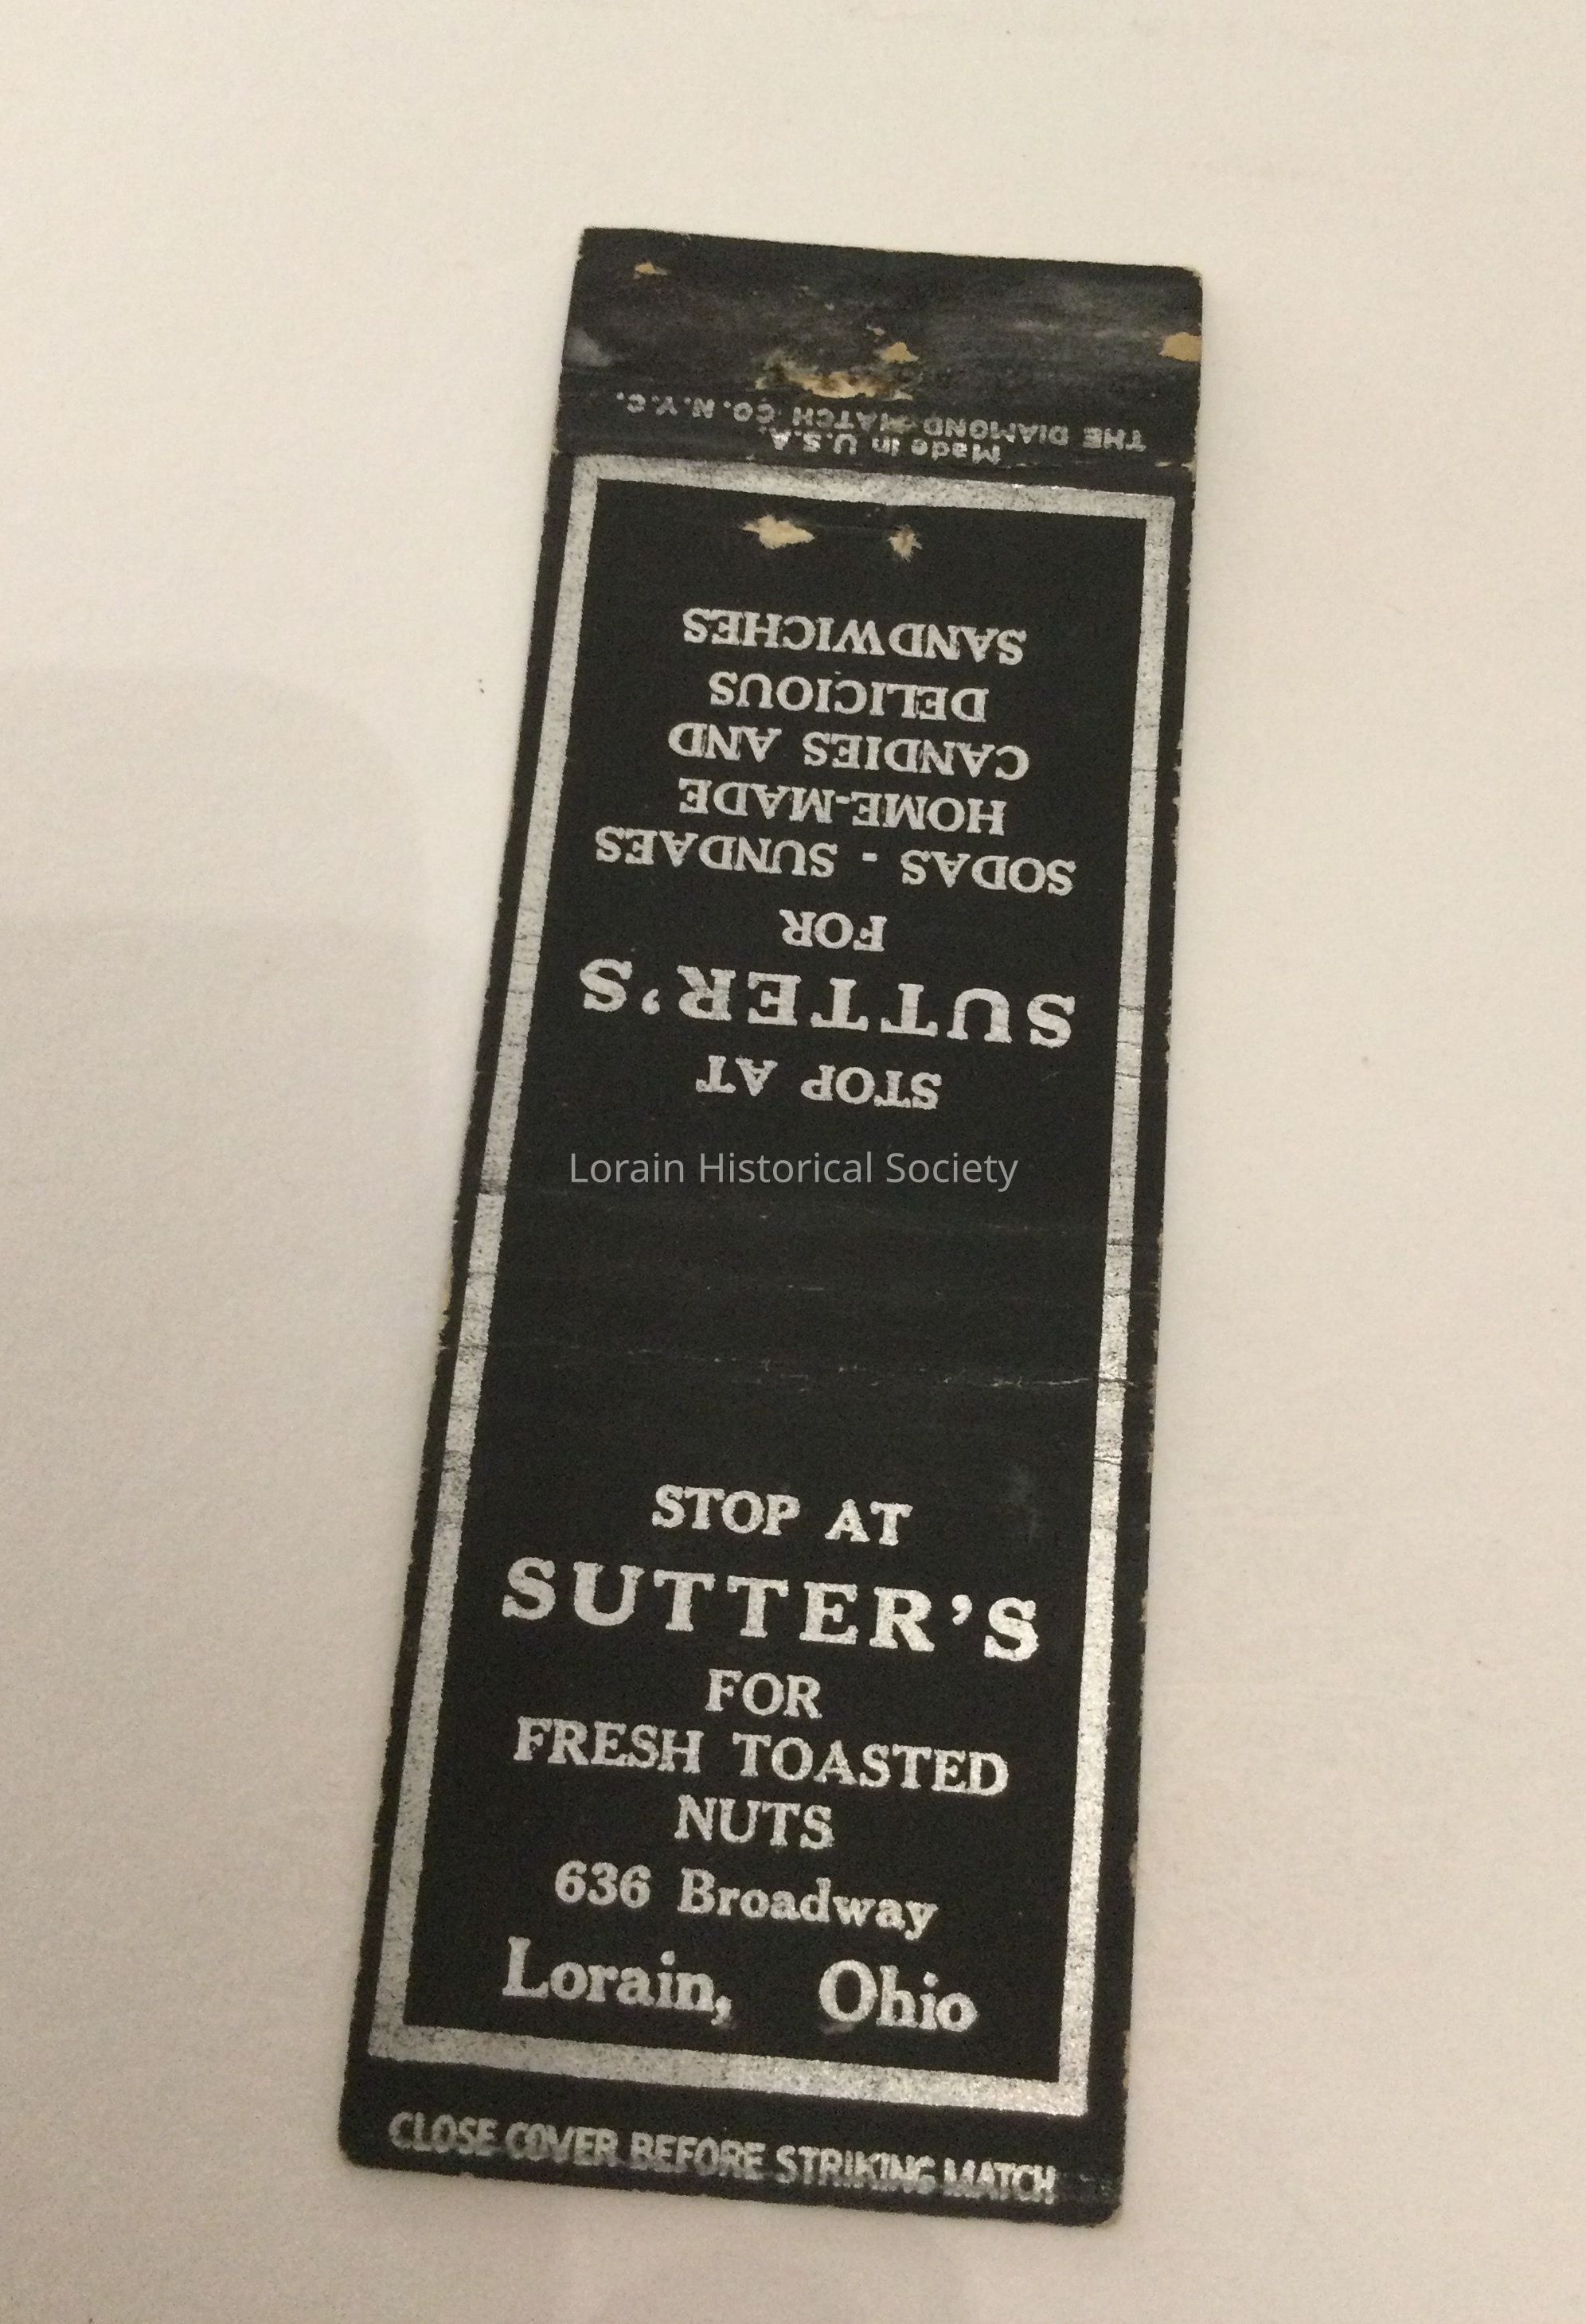 THE DIAMOND MATCH CO. N.Y.C.
Made in U.S.A.
STOP AT
SUTTER'S
FOR
SODAS - SUNDAES
HOME-MADE
CANDIES AND
DELICIOUS
SANDWICHES
Lorain Historical Society
STOP AT
SUTTER'S
FOR
FRESH TOASTED
NUTS
636 Broadway
Lorain, Ohio
CLOSE COVER BEFORE STRIKING MATCH